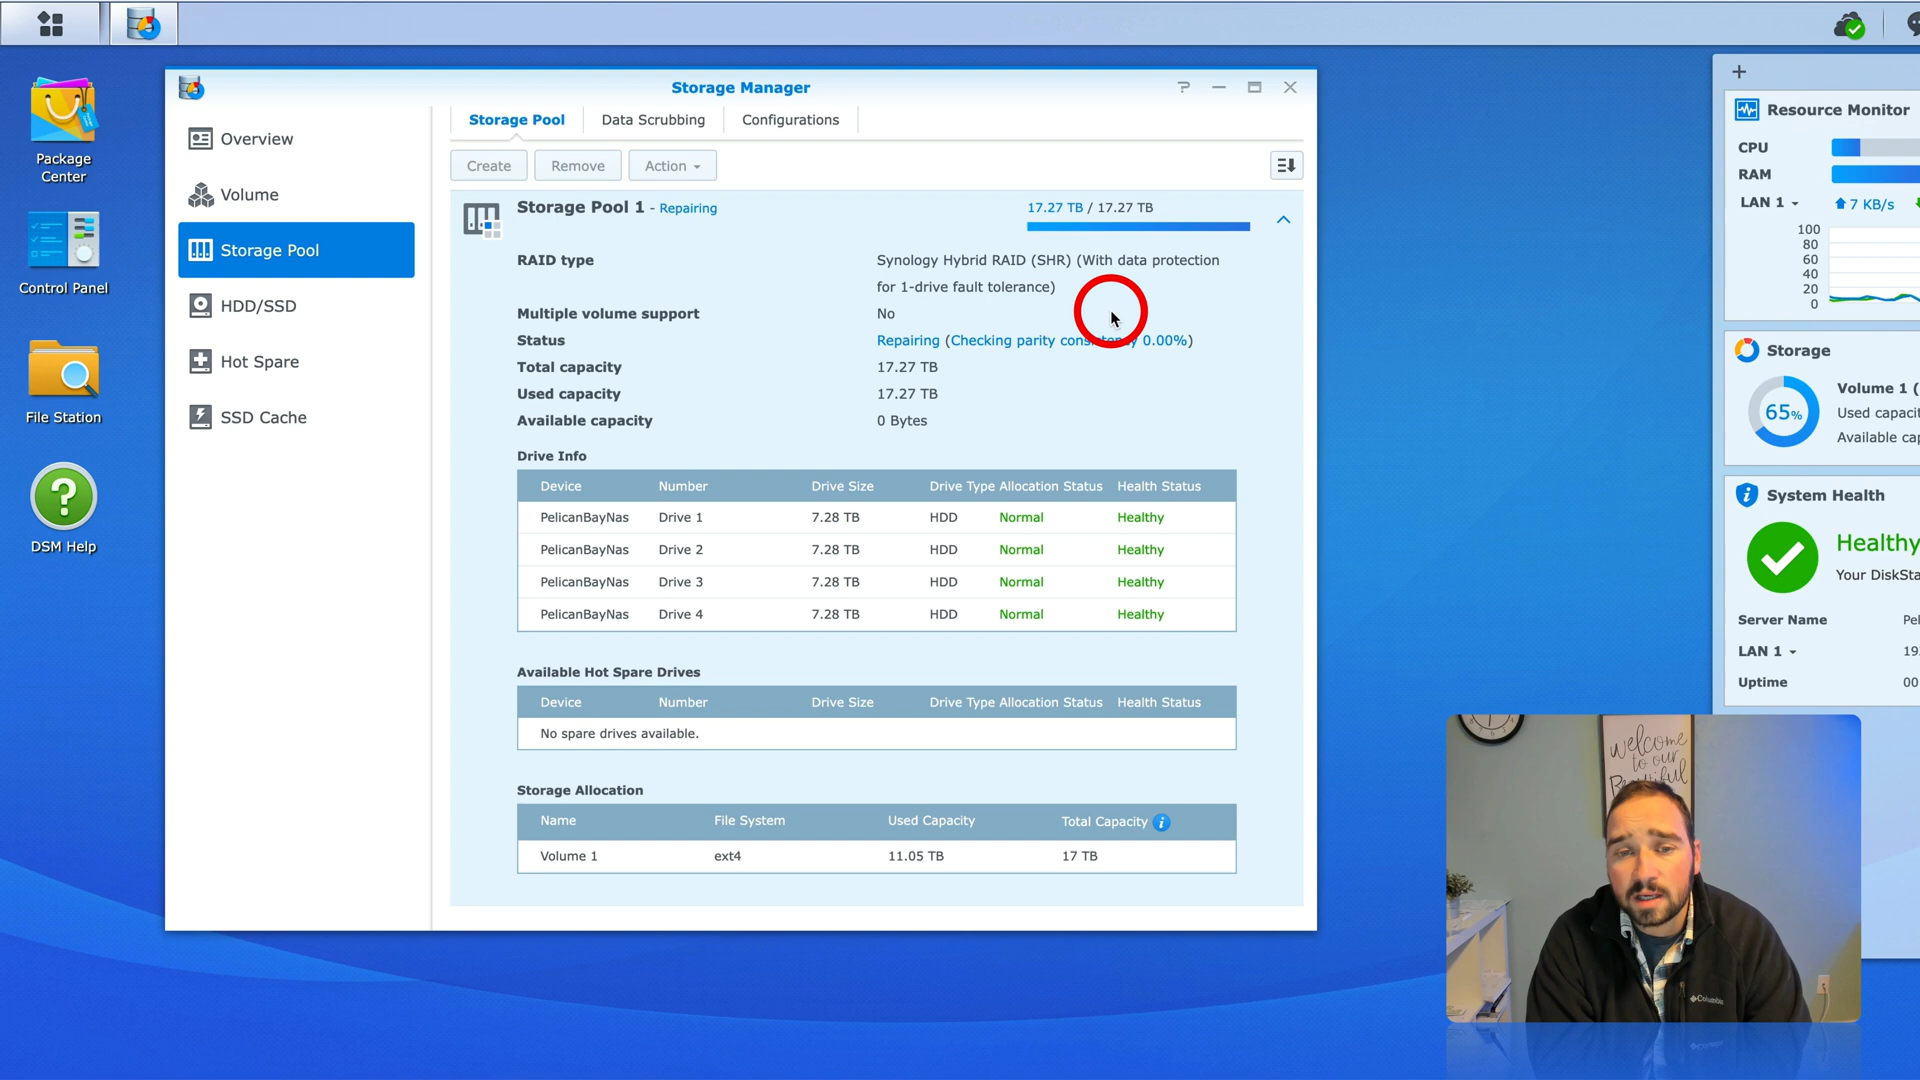 Storage Manager
Package
Center
Control Panel
File Station
DSM Help
Overview
Volume
Storage Pool
HDD/SSD
Hot Spare
SSD Cache
Storage Pool
Data Scrubbing
Configurations
Create
Remove
Action
Storage Pool 1 - Repairing
17.27 TB / 17.27 TB
RAID type
Synology Hybrid RAID (SHR) (With data protection
for 1-drive fault tolerance)
Multiple volume support
No
Status
Repairing (Checking parity consistency 0.00%)
Total capacity
17.27 TB
Used capacity
17.27 TB
Available capacity
0 Bytes
Drive Info
Device Number Drive Size Drive Type Allocation Status Health Status
PelicanBayNas Drive 1 7.28 TB HDD Normal Healthy
PelicanBayNas Drive 2 7.28 TB HDD Normal Healthy
PelicanBayNas Drive 3 7.28 TB HDD Normal Healthy
PelicanBayNas Drive 4 7.28 TB HDD Normal Healthy
Available Hot Spare Drives
Device Number Drive Size Drive Type Allocation Status Health Status
No spare drives available.
Storage Allocation
Name File System Used Capacity Total Capacity
Volume 1 ext4 11.05 TB 17 TB
Resource Monitor
CPU
RAM
LAN 1
7 KB/s
100
80
60
40
20
0
Storage
65%
Volume 1 (
Used capaci
Available cap
System Health
Healthy
Your DiskSta
Server Name Pel
LAN 1 19
Uptime 00
welcome
to our
Beautiful
Columbia